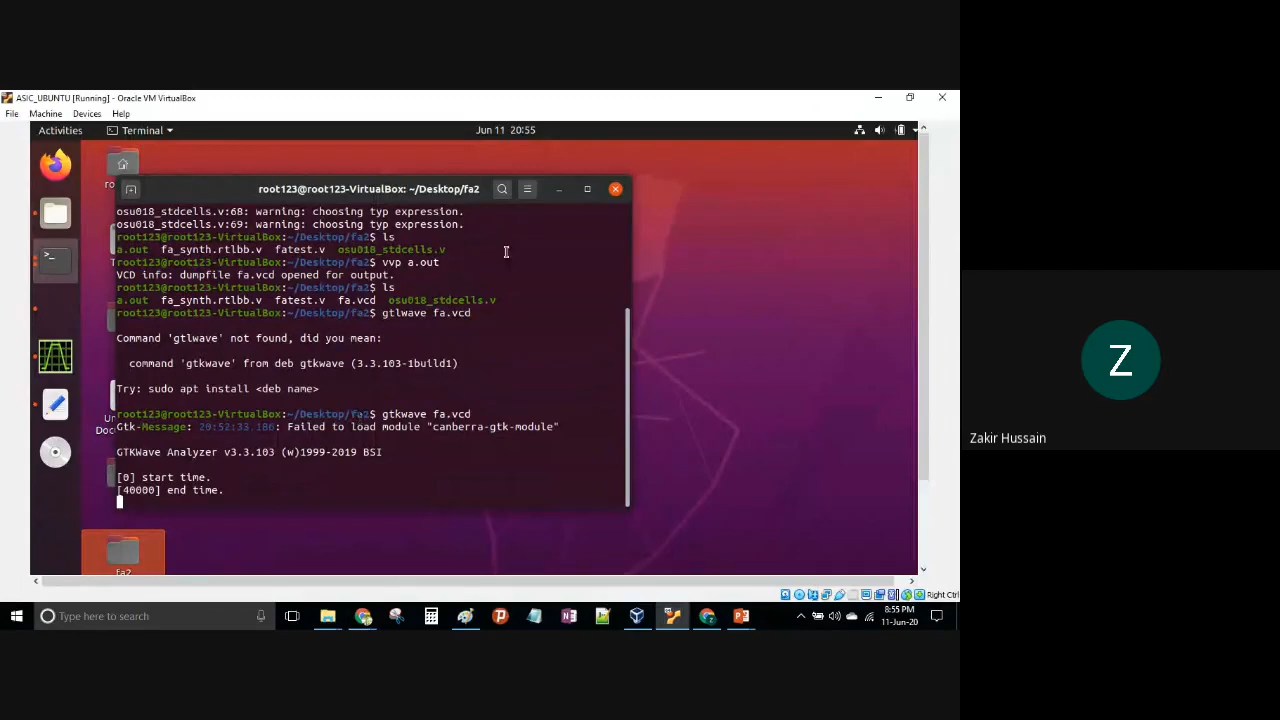 ASIC_UBUNTU [Running] - Oracle VM VirtualBox
File Machine Devices Help
Activities Terminal Jun 11 20:55
root123@root123-VirtualBox: ~/Desktop/fa2
osu018_stdcells.v:68: warning: choosing typ expression.
osu018_stdcells.v:69: warning: choosing typ expression.
root123@root123-VirtualBox:~/Desktop/fa2$ ls
a.out fa_synth.rtlbb.v fatest.v osu018_stdcells.v
root123@root123-VirtualBox:~/Desktop/fa2$ vvp a.out
VCD info: dumpfile fa.vcd opened for output.
root123@root123-VirtualBox:~/Desktop/fa2$ ls
a.out fa_synth.rtlbb.v fatest.v fa.vcd osu018_stdcells.v
root123@root123-VirtualBox:~/Desktop/fa2$ gtlwave fa.vcd
Command 'gtlwave' not found, did you mean:
command 'gtkwave' from deb gtkwave (3.3.103-1build1)
Try: sudo apt install <deb name>
root123@root123-VirtualBox:~/Desktop/fa2$ gtkwave fa.vcd
Gtk-Message: 20:52:33.186: Failed to load module "canberra-gtk-module"
GTKWave Analyzer v3.3.103 (w)1999-2019 BSI
[0] start time.
[40000] end time.
fa2
Z
Zakir Hussain
Right Ctrl
Type here to search
8:55 PM
11-Jun-20